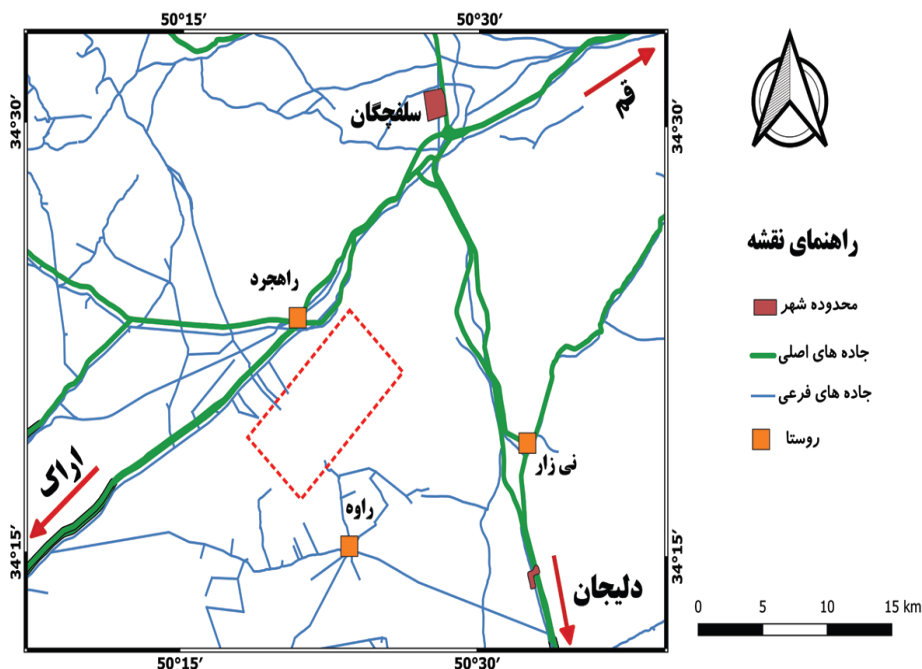 50°15′
50°30′
34°30′
34°30′
قم
سلفچگان
راهجرد
اراک
نی زار
راوه
34°15′
34°15′
دلیجان
50°15′
50°30′
راهنمای نقشه
محدوده شهر
جاده های اصلی
جاده های فرعی
روستا
0 5 10 15 km